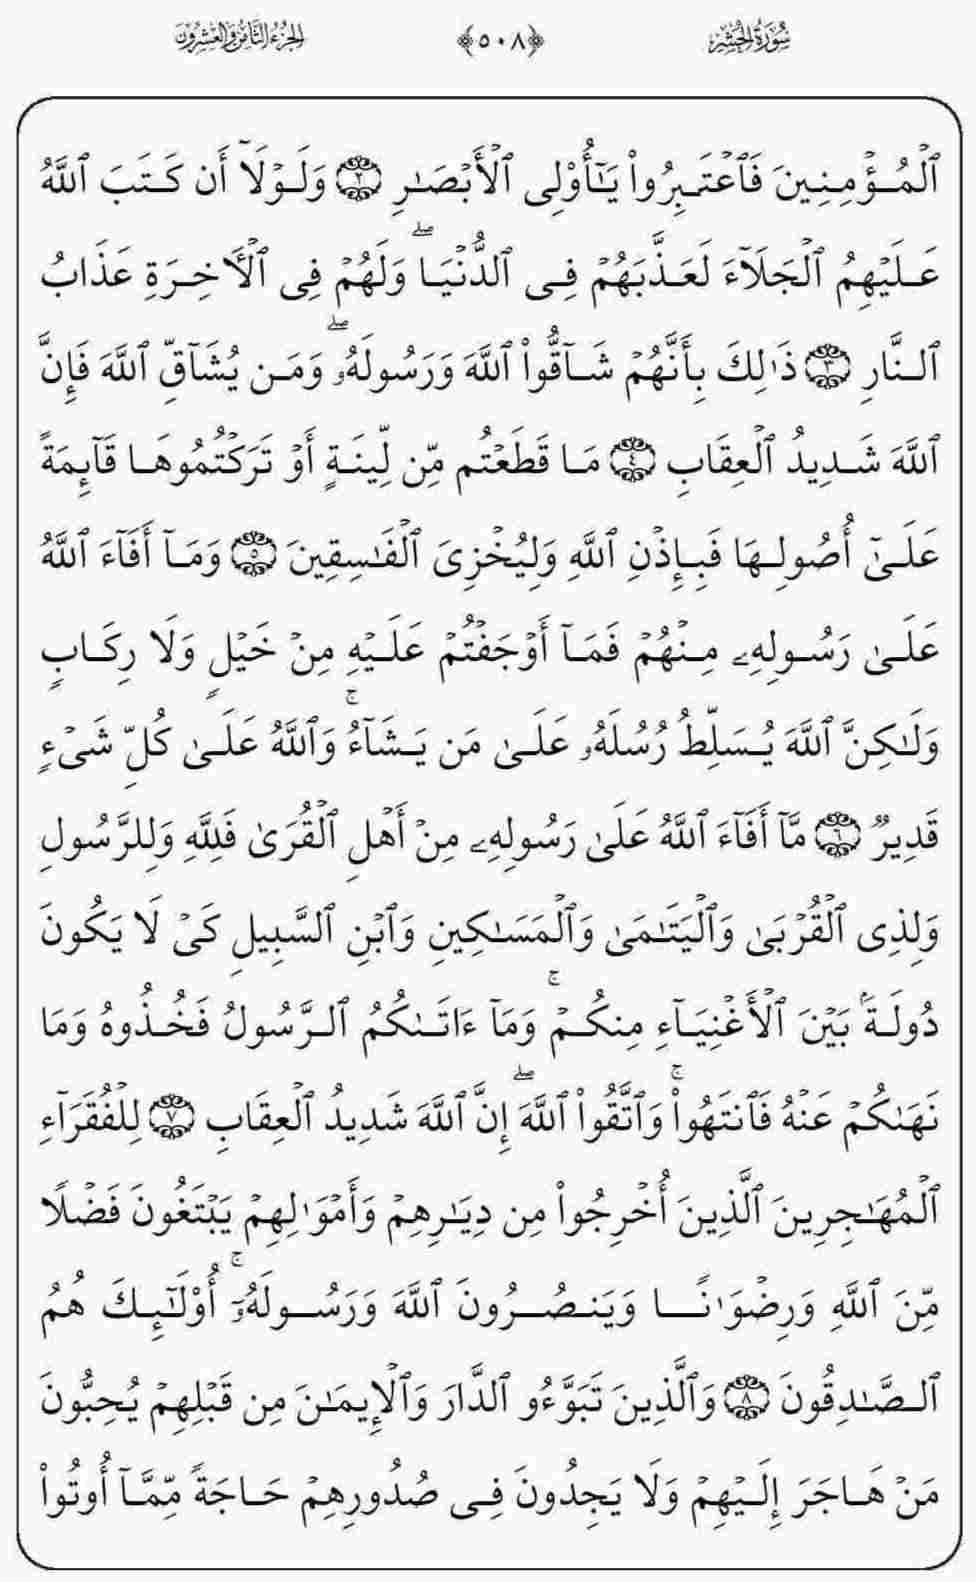 سُورَةُ الْحَشْرِ ﴿٥٠٨﴾ الجُزْءُ الثَّامِنُ وَالعِشْرُونَ
ٱلْمُؤْمِنِينَ فَٱعْتَبِرُوا۟ يَـٰٓأُو۟لِى ٱلْأَبْصَـٰرِ ٢ وَلَوْلَآ أَن كَتَبَ ٱللَّهُ
عَلَيْهِمُ ٱلْجَلَآءَ لَعَذَّبَهُمْ فِى ٱلدُّنْيَا ۖ وَلَهُمْ فِى ٱلْـَٔاخِرَةِ عَذَابُ
ٱلنَّارِ ٣ ذَٰلِكَ بِأَنَّهُمْ شَآقُّوا۟ ٱللَّهَ وَرَسُولَهُۥ ۖ وَمَن يُشَآقِّ ٱللَّهَ فَإِنَّ
ٱللَّهَ شَدِيدُ ٱلْعِقَابِ ٤ مَا قَطَعْتُم مِّن لِّينَةٍ أَوْ تَرَكْتُمُوهَا قَآئِمَةً
عَلَىٰٓ أُصُولِهَا فَبِإِذْنِ ٱللَّهِ وَلِيُخْزِىَ ٱلْفَـٰسِقِينَ ٥ وَمَآ أَفَآءَ ٱللَّهُ
عَلَىٰ رَسُولِهِۦ مِنْهُمْ فَمَآ أَوْجَفْتُمْ عَلَيْهِ مِنْ خَيْلٍ وَلَا رِكَابٍ
وَلَـٰكِنَّ ٱللَّهَ يُسَلِّطُ رُسُلَهُۥ عَلَىٰ مَن يَشَآءُ ۚ وَٱللَّهُ عَلَىٰ كُلِّ شَىْءٍ
قَدِيرٌ ٦ مَّآ أَفَآءَ ٱللَّهُ عَلَىٰ رَسُولِهِۦ مِنْ أَهْلِ ٱلْقُرَىٰ فَلِلَّهِ وَلِلرَّسُولِ
وَلِذِى ٱلْقُرْبَىٰ وَٱلْيَتَـٰمَىٰ وَٱلْمَسَـٰكِينِ وَٱبْنِ ٱلسَّبِيلِ كَىْ لَا يَكُونَ
دُولَةًۢ بَيْنَ ٱلْأَغْنِيَآءِ مِنكُمْ ۚ وَمَآ ءَاتَىٰكُمُ ٱلرَّسُولُ فَخُذُوهُ وَمَا
نَهَىٰكُمْ عَنْهُ فَٱنتَهُوا۟ ۚ وَٱتَّقُوا۟ ٱللَّهَ ۖ إِنَّ ٱللَّهَ شَدِيدُ ٱلْعِقَابِ ٧ لِلْفُقَرَآءِ
ٱلْمُهَـٰجِرِينَ ٱلَّذِينَ أُخْرِجُوا۟ مِن دِيَـٰرِهِمْ وَأَمْوَٰلِهِمْ يَبْتَغُونَ فَضْلًا
مِّنَ ٱللَّهِ وَرِضْوَٰنًا وَيَنصُرُونَ ٱللَّهَ وَرَسُولَهُۥٓ ۚ أُو۟لَـٰٓئِكَ هُمُ
ٱلصَّـٰدِقُونَ ٨ وَٱلَّذِينَ تَبَوَّءُو ٱلدَّارَ وَٱلْإِيمَـٰنَ مِن قَبْلِهِمْ يُحِبُّونَ
مَنْ هَاجَرَ إِلَيْهِمْ وَلَا يَجِدُونَ فِى صُدُورِهِمْ حَاجَةً مِّمَّآ أُوتُوا۟